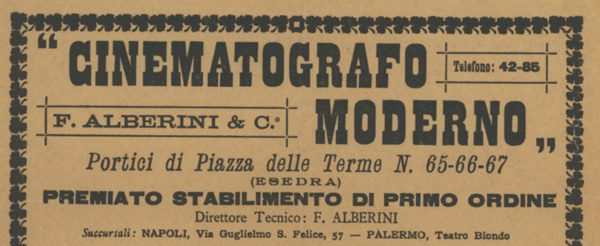 “CINEMATOGRAFO
Telefono: 42-85
F. ALBERINI & C.º
MODERNO„
Portici di Piazza delle Terme N. 65-66-67
(ESEDRA)
PREMIATO STABILIMENTO DI PRIMO ORDINE
Direttore Tecnico: F. ALBERINI
Succursali: NAPOLI, Via Guglielmo S. Felice, 57 — PALERMO, Teatro Biondo